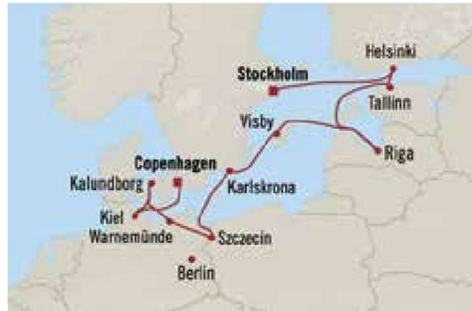 Helsinki
Stockholm
Tallinn
Visby
Riga
Copenhagen
Kalundborg
Karlskrona
Kiel
Warnemünde
Szczecin
Berlin